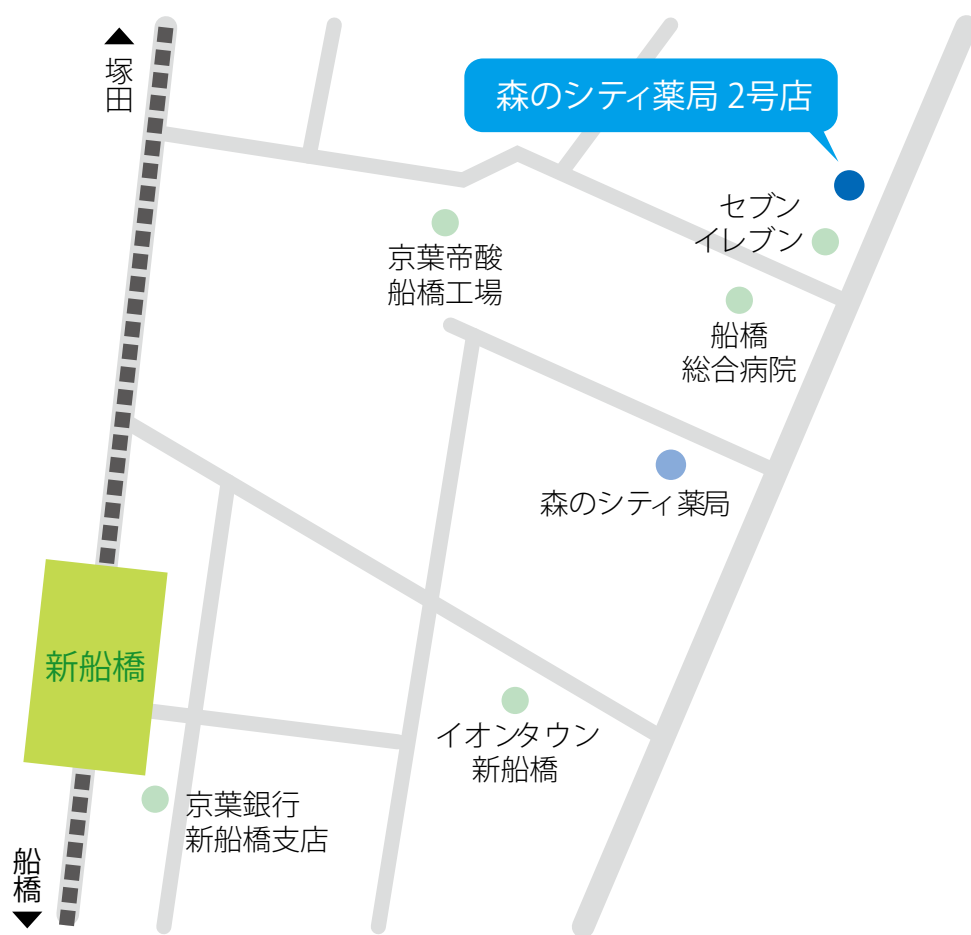 塚田
森のシティ薬局 2号店
セブン
イレブン
京葉帝酸
船橋工場
船橋
総合病院
森のシティ薬局
新船橋
イオンタウン
新船橋
京葉銀行
新船橋支店
船橋